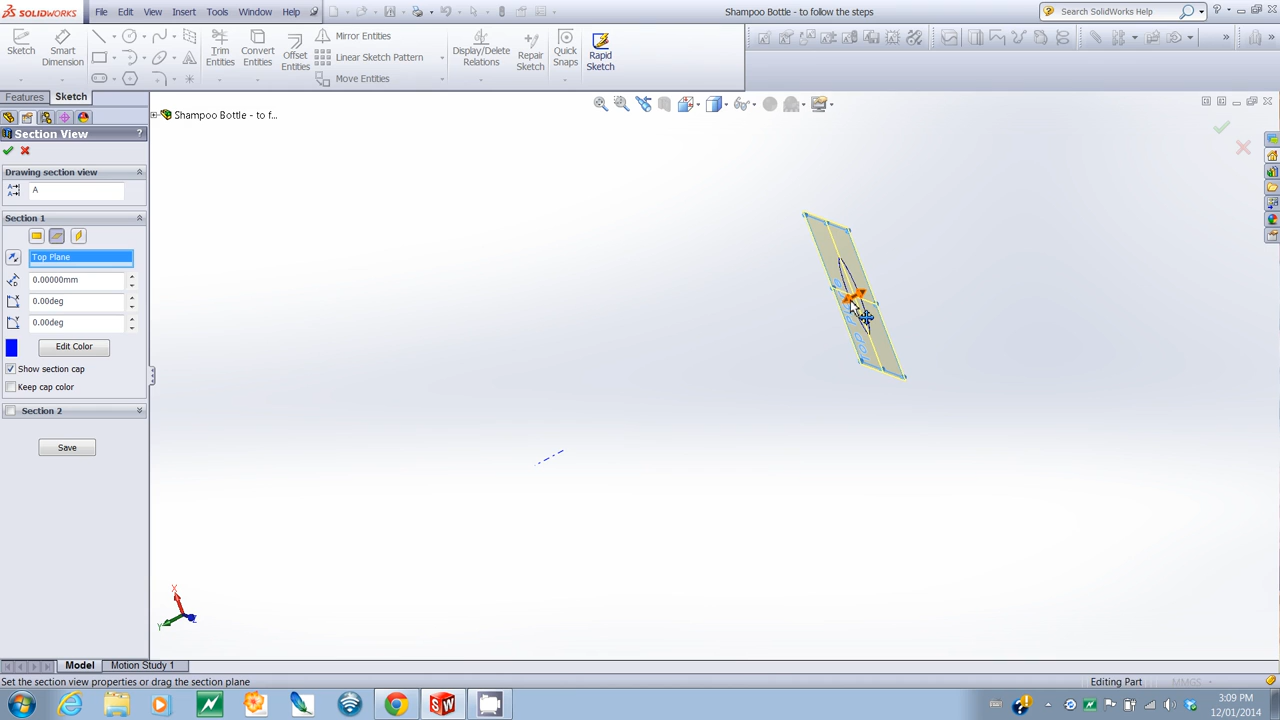 SOLIDWORKS File Edit View Insert Tools Window Help Shampoo Bottle - to follow the steps Search SolidWorks Help
Sketch Smart Dimension Trim Entities Convert Entities Offset Entities Mirror Entities Linear Sketch Pattern Move Entities Display/Delete Relations Repair Sketch Quick Snaps Rapid Sketch
Features Sketch
Shampoo Bottle - to f...
Section View ?
Drawing section view
A
Section 1
Top Plane
0.00000mm
0.00deg
0.00deg
Edit Color
Show section cap
Keep cap color
Section 2
Save
X
Y
Z
Model Motion Study 1
Set the section view properties or drag the section plane Editing Part MMGS
3:09 PM
12/01/2014